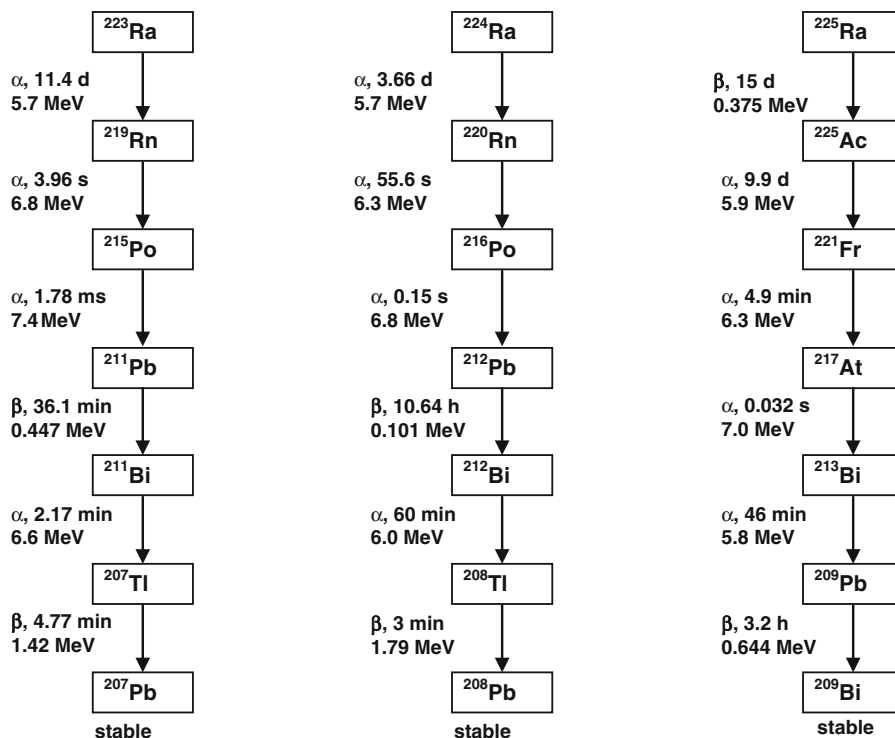 ²²³Ra
α, 11.4 d
5.7 MeV
²¹⁹Rn
α, 3.96 s
6.8 MeV
²¹⁵Po
α, 1.78 ms
7.4 MeV
²¹¹Pb
β, 36.1 min
0.447 MeV
²¹¹Bi
α, 2.17 min
6.6 MeV
²⁰⁷Tl
β, 4.77 min
1.42 MeV
²⁰⁷Pb
stable
²²⁴Ra
α, 3.66 d
5.7 MeV
²²⁰Rn
α, 55.6 s
6.3 MeV
²¹⁶Po
α, 0.15 s
6.8 MeV
²¹²Pb
β, 10.64 h
0.101 MeV
²¹²Bi
α, 60 min
6.0 MeV
²⁰⁸Tl
β, 3 min
1.79 MeV
²⁰⁸Pb
stable
²²⁵Ra
β, 15 d
0.375 MeV
²²⁵Ac
α, 9.9 d
5.9 MeV
²²¹Fr
α, 4.9 min
6.3 MeV
²¹⁷At
α, 0.032 s
7.0 MeV
²¹³Bi
α, 46 min
5.8 MeV
²⁰⁹Pb
β, 3.2 h
0.644 MeV
²⁰⁹Bi
stable